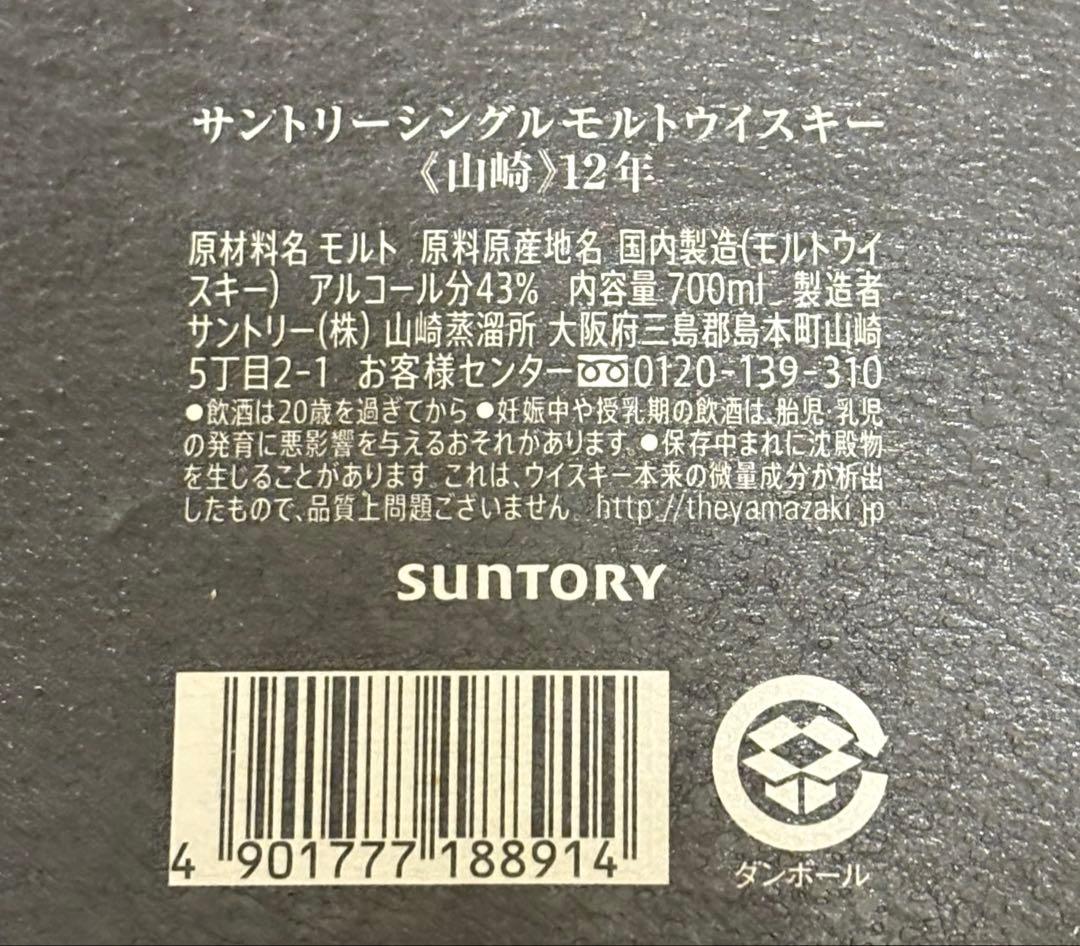 サントリーシングルモルトウイスキー
《山崎》12年
原材料名 モルト 原料原産地名 国内製造(モルトウイ
スキー) アルコール分43% 内容量 700ml 製造者
サントリー(株) 山崎蒸溜所 大阪府三島郡島本町山崎
5丁目2-1 お客様センター 0120-139-310
●飲酒は20歳を過ぎてから ●妊娠中や授乳期の飲酒は、胎児・乳児
の発育に悪影響を与えるおそれがあります。 ●保存中まれに沈殿物
を生じることがあります。これは、ウイスキー本来の微量成分が析出
したもので、品質上問題ございません。 http://theyamazaki.jp
SUNTORY
4 901777 188914
ダンボール